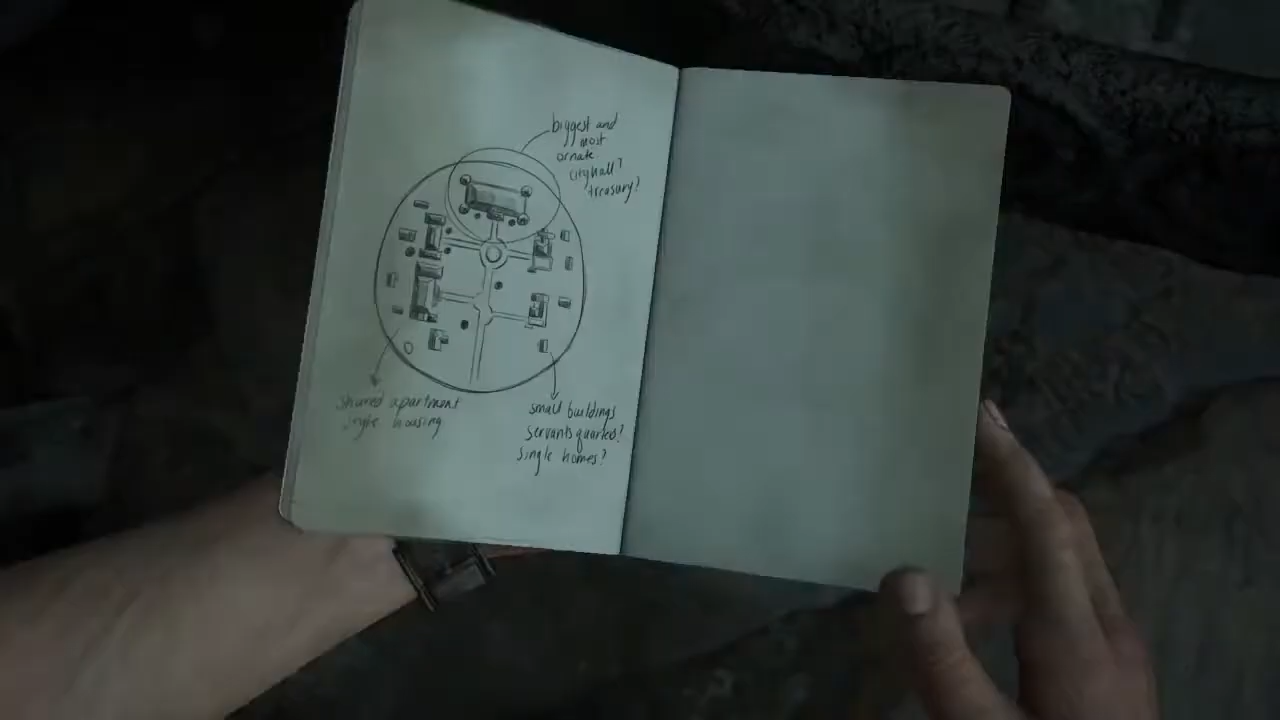 biggest and
most
ornate
cityhall?
treasury?
shared apartment
single housing
small buildings
servants quarters?
single homes?